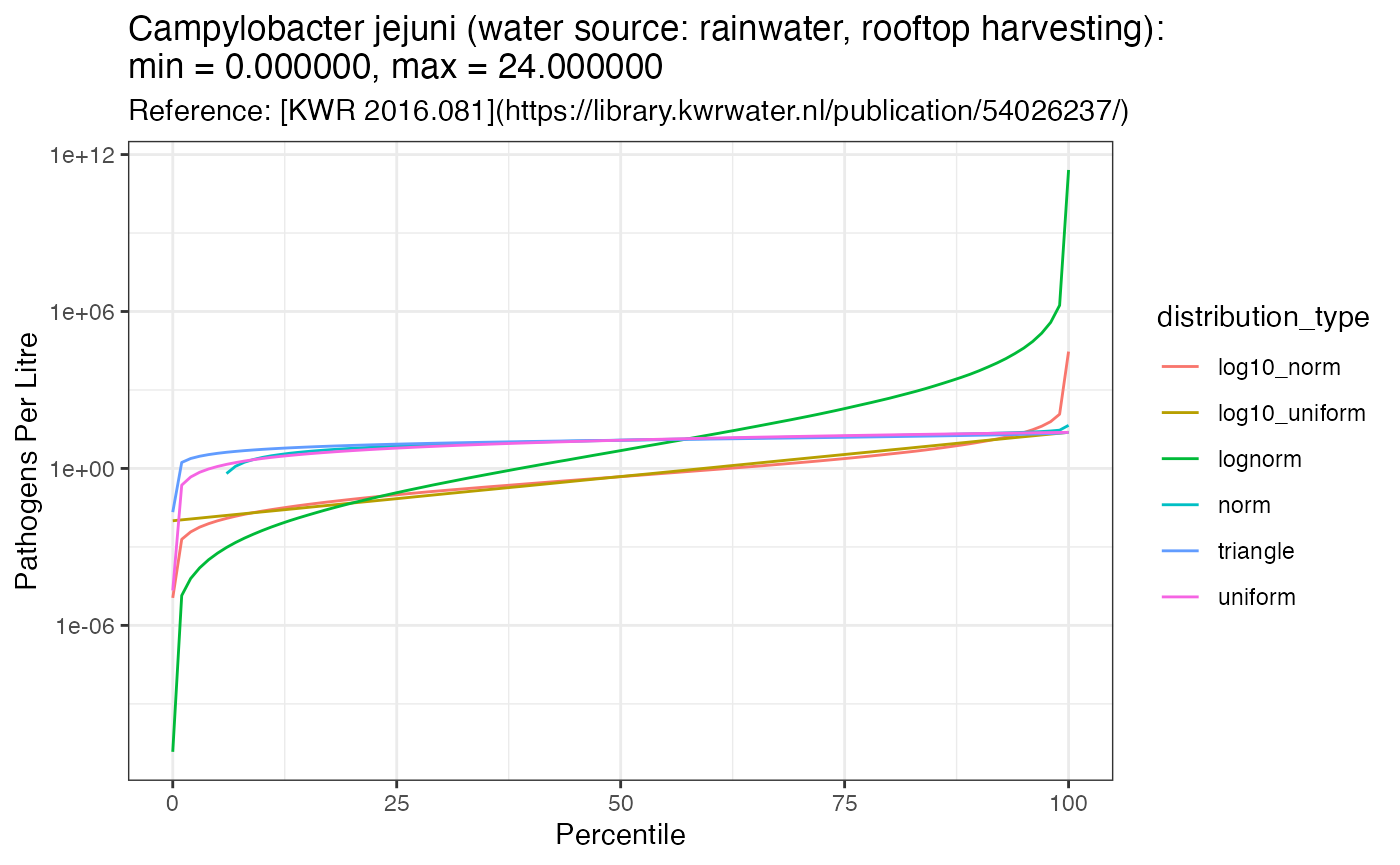 Campylobacter jejuni (water source: rainwater, rooftop harvesting):
min = 0.000000, max = 24.000000
Reference: [KWR 2016.081](https://library.kwrwater.nl/publication/54026237/)
1e+12
1e+06
1e+00
1e-06
Pathogens Per Litre
0
25
50
75
100
Percentile
distribution_type
log10_norm
log10_uniform
lognorm
norm
triangle
uniform